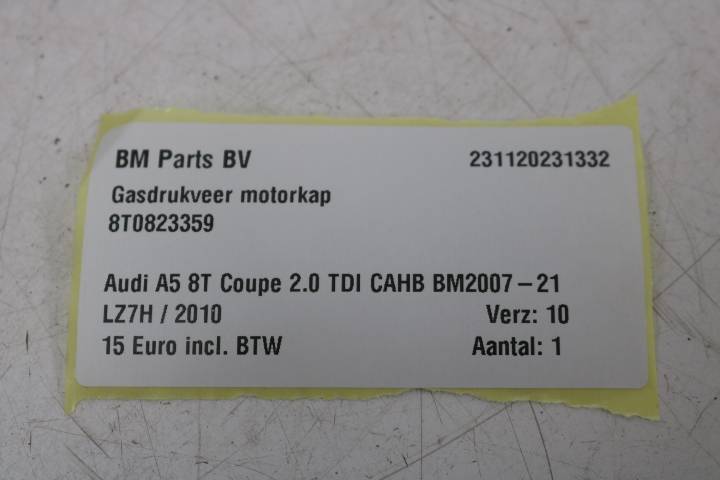 BM Parts BV 231120231332
Gasdrukveer motorkap
8T0823359
Audi A5 8T Coupe 2.0 TDI CAHB BM2007-21
LZ7H / 2010 Verz: 10
15 Euro incl. BTW Aantal: 1